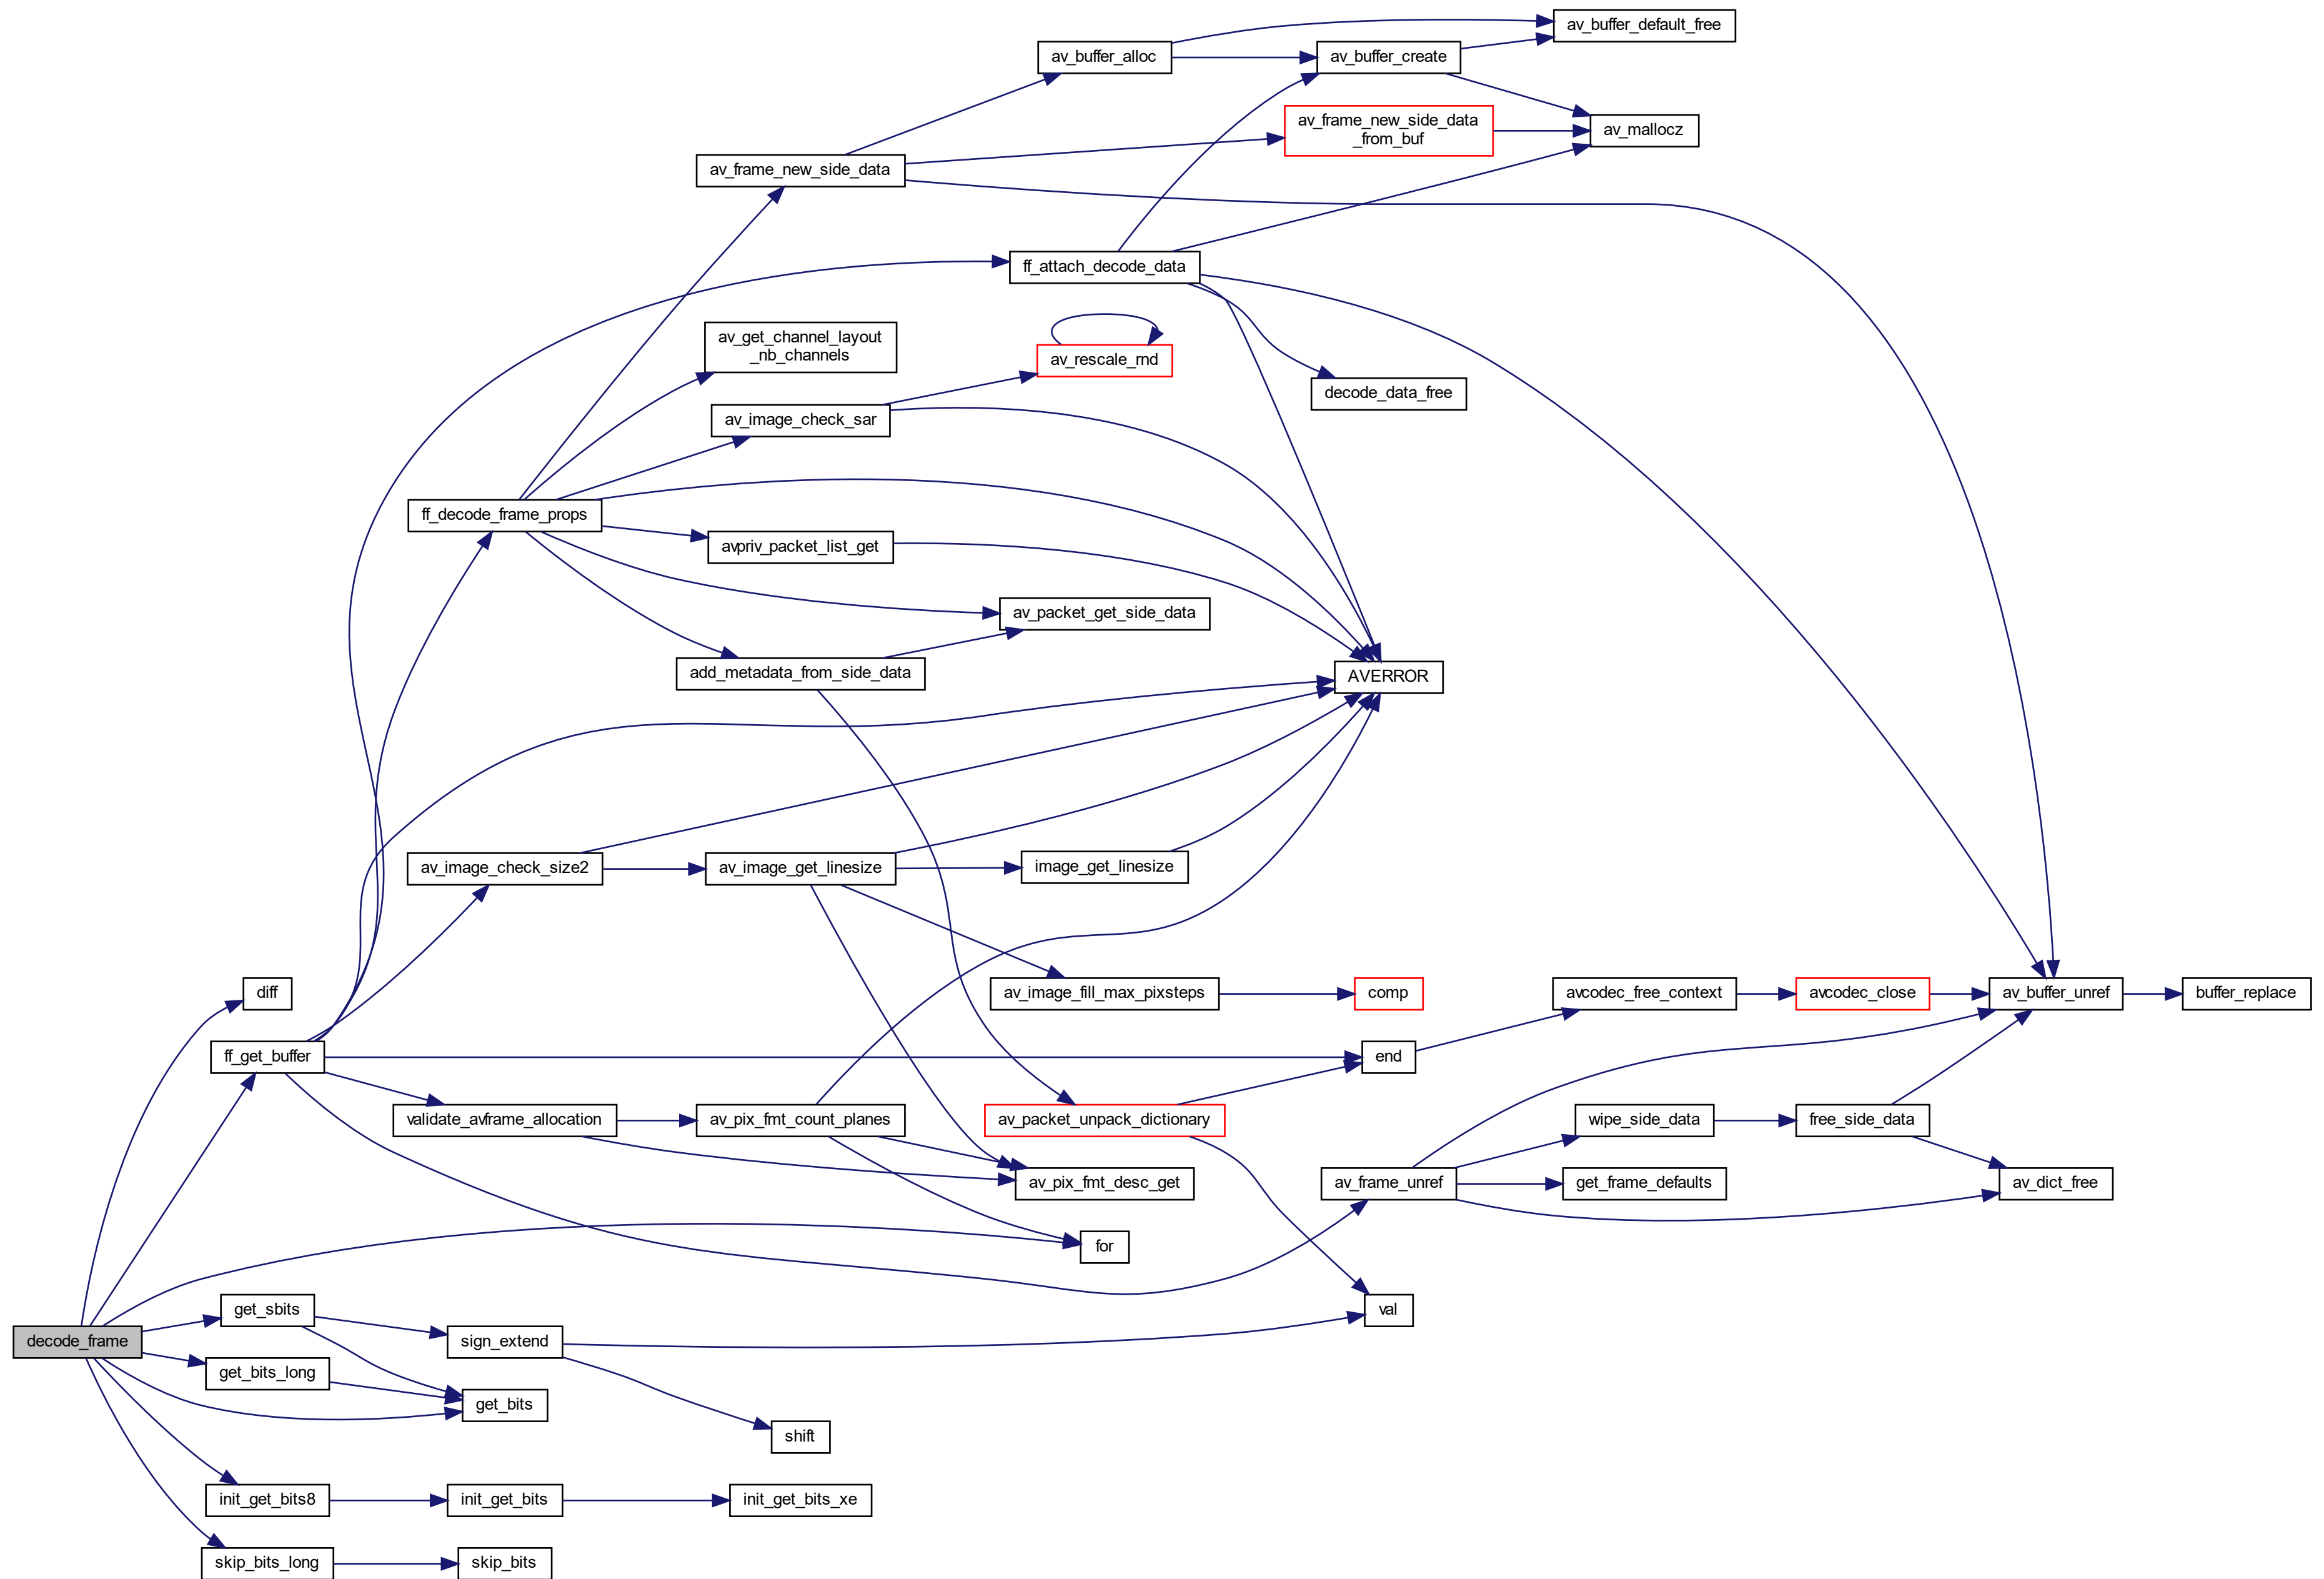 av_buffer_default_free
av_buffer_alloc
av_buffer_create
av_frame_new_side_data
_from_buf
av_mallocz
av_frame_new_side_data
ff_attach_decode_data
av_get_channel_layout
_nb_channels
av_rescale_rnd
decode_data_free
av_image_check_sar
ff_decode_frame_props
avpriv_packet_list_get
av_packet_get_side_data
add_metadata_from_side_data
AVERROR
av_image_check_size2
av_image_get_linesize
image_get_linesize
diff
av_image_fill_max_pixsteps
comp
avcodec_free_context
avcodec_close
av_buffer_unref
buffer_replace
ff_get_buffer
end
validate_avframe_allocation
av_pix_fmt_count_planes
av_packet_unpack_dictionary
wipe_side_data
free_side_data
av_pix_fmt_desc_get
av_frame_unref
get_frame_defaults
av_dict_free
for
get_sbits
val
decode_frame
sign_extend
get_bits_long
get_bits
shift
init_get_bits8
init_get_bits
init_get_bits_xe
skip_bits_long
skip_bits